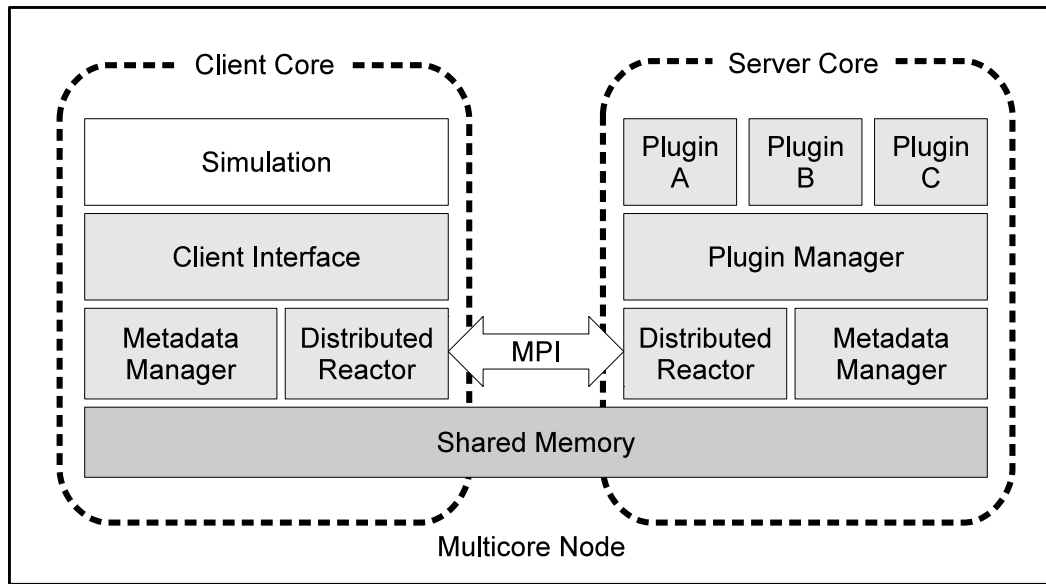 Client Core
Server Core
Simulation
Plugin
A
Plugin
B
Plugin
C
Client Interface
Plugin Manager
Metadata
Manager
Distributed
Reactor
MPI
Distributed
Reactor
Metadata
Manager
Shared Memory
Multicore Node